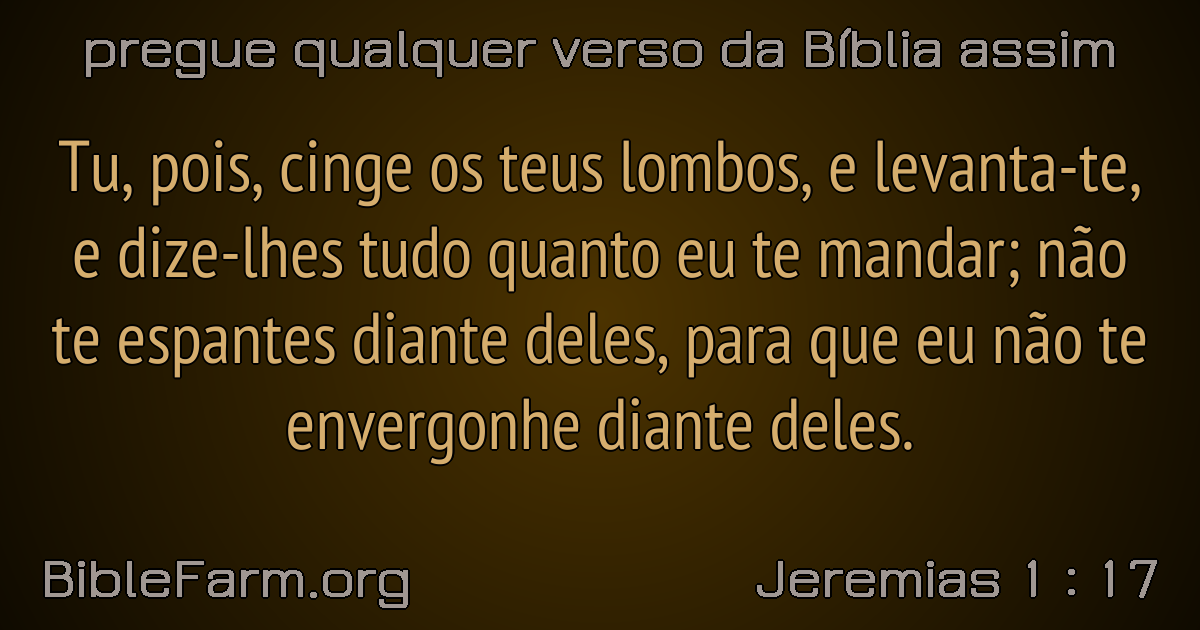 pregue qualquer verso da Bíblia assim
Tu, pois, cinge os teus lombos, e levanta-te,
e dize-lhes tudo quanto eu te mandar; não
te espantes diante deles, para que eu não te
envergonhe diante deles.
BibleFarm.org
Jeremias 1 : 17